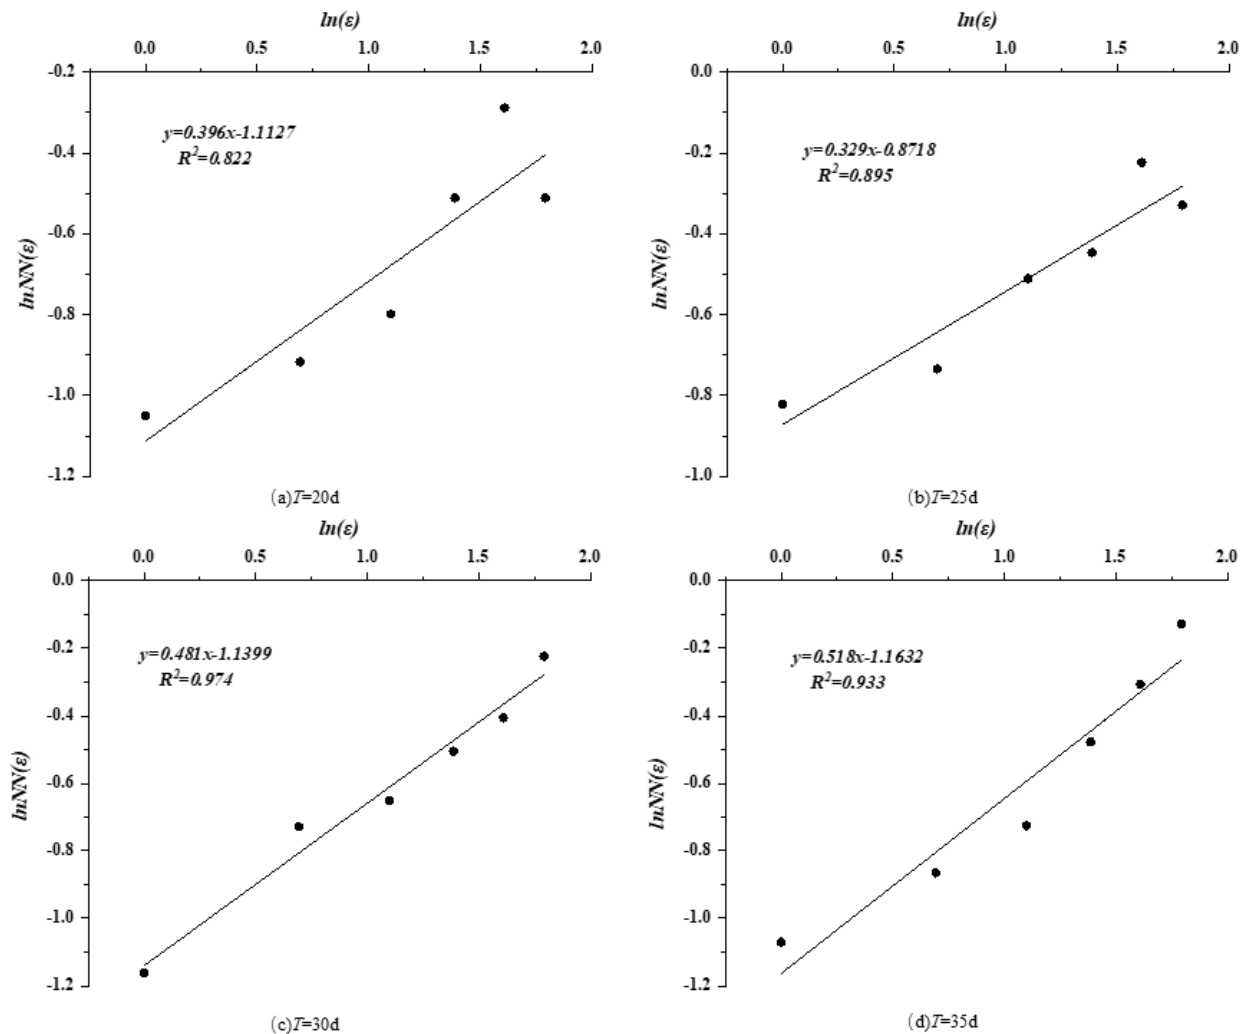 ln(ε)
0.0 0.5 1.0 1.5 2.0
-0.2
-0.4
-0.6
-0.8
-1.0
-1.2
lnNN(ε)
y=0.396x-1.1127
R²=0.822
(a)T=20d
ln(ε)
0.0 0.5 1.0 1.5 2.0
0.0
-0.2
-0.4
-0.6
-0.8
-1.0
lnNN(ε)
y=0.329x-0.8718
R²=0.895
(b)T=25d
ln(ε)
0.0 0.5 1.0 1.5 2.0
0.0
-0.2
-0.4
-0.6
-0.8
-1.0
-1.2
lnNN(ε)
y=0.481x-1.1399
R²=0.974
(c)T=30d
ln(ε)
0.0 0.5 1.0 1.5 2.0
0.0
-0.2
-0.4
-0.6
-0.8
-1.0
-1.2
lnNN(ε)
y=0.518x-1.1632
R²=0.933
(d)T=35d